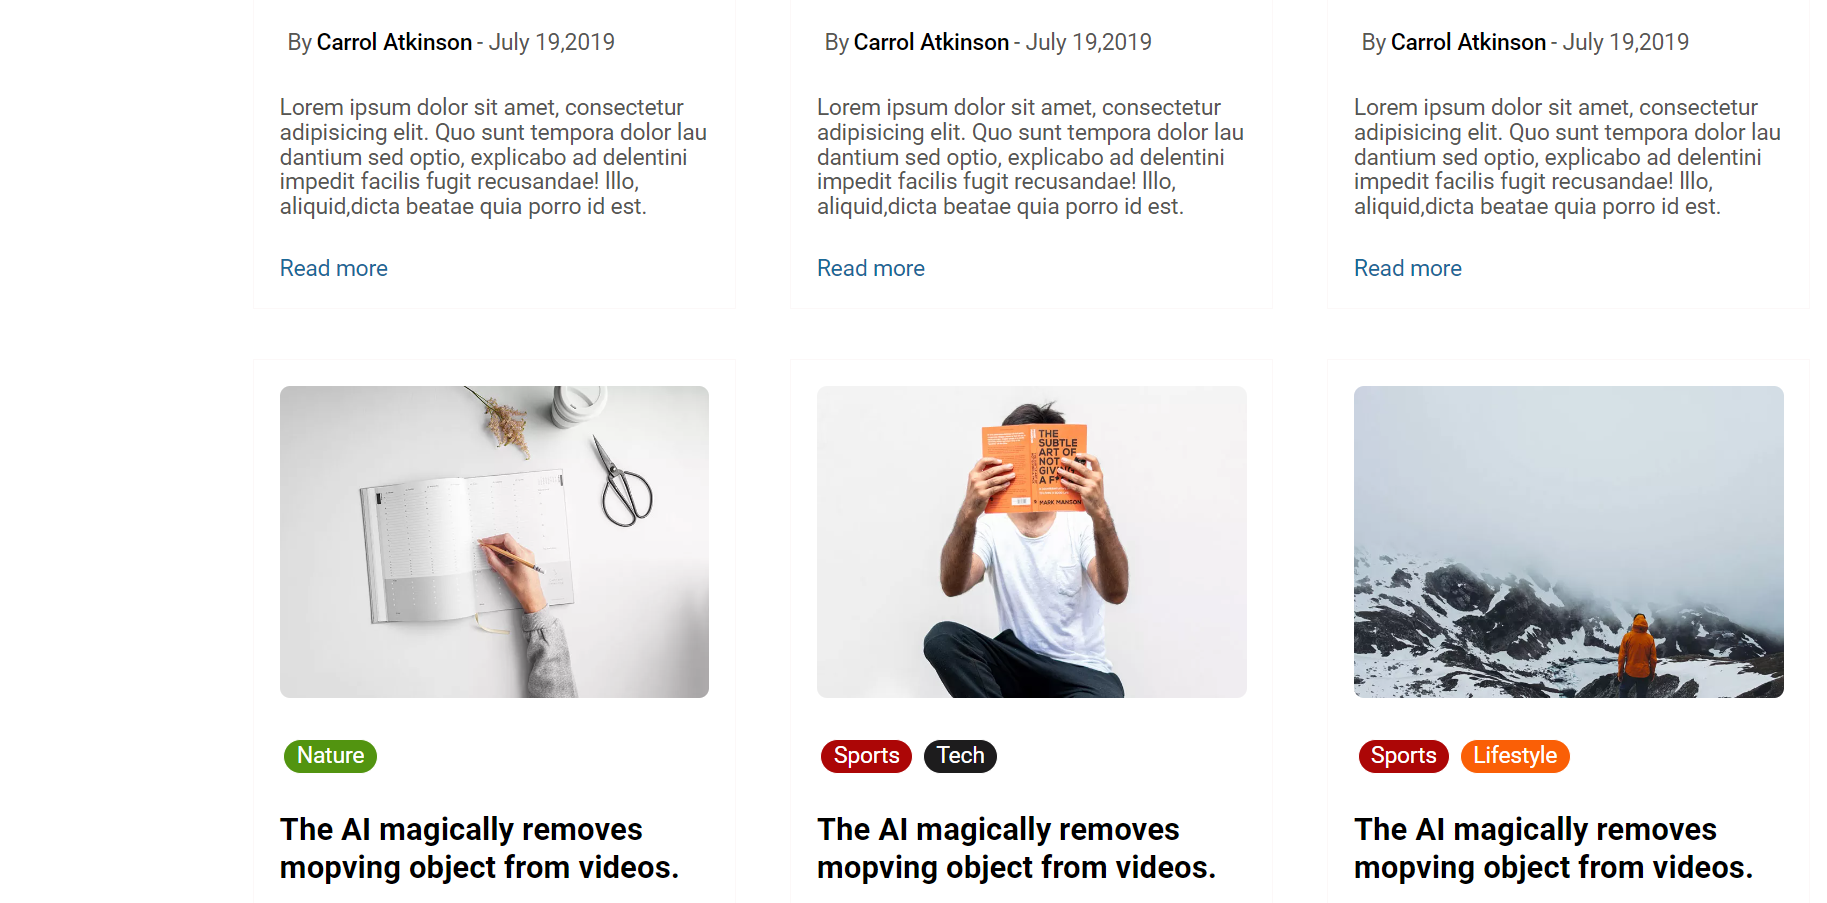 By Carrol Atkinson - July 19,2019
Lorem ipsum dolor sit amet, consectetur
adipisicing elit. Quo sunt tempora dolor lau
dantium sed optio, explicabo ad delentini
impedit facilis fugit recusandae! Illo,
aliquid,dicta beatae quia porro id est.
Read more
By Carrol Atkinson - July 19,2019
Lorem ipsum dolor sit amet, consectetur
adipisicing elit. Quo sunt tempora dolor lau
dantium sed optio, explicabo ad delentini
impedit facilis fugit recusandae! Illo,
aliquid,dicta beatae quia porro id est.
Read more
By Carrol Atkinson - July 19,2019
Lorem ipsum dolor sit amet, consectetur
adipisicing elit. Quo sunt tempora dolor lau
dantium sed optio, explicabo ad delentini
impedit facilis fugit recusandae! Illo,
aliquid,dicta beatae quia porro id est.
Read more
Nature
The AI magically removes
mopving object from videos.
THE
SUBTLE
ART OF
NOT
GIV
A F*
MARK MANSON
Sports Tech
The AI magically removes
mopving object from videos.
Sports Lifestyle
The AI magically removes
mopving object from videos.